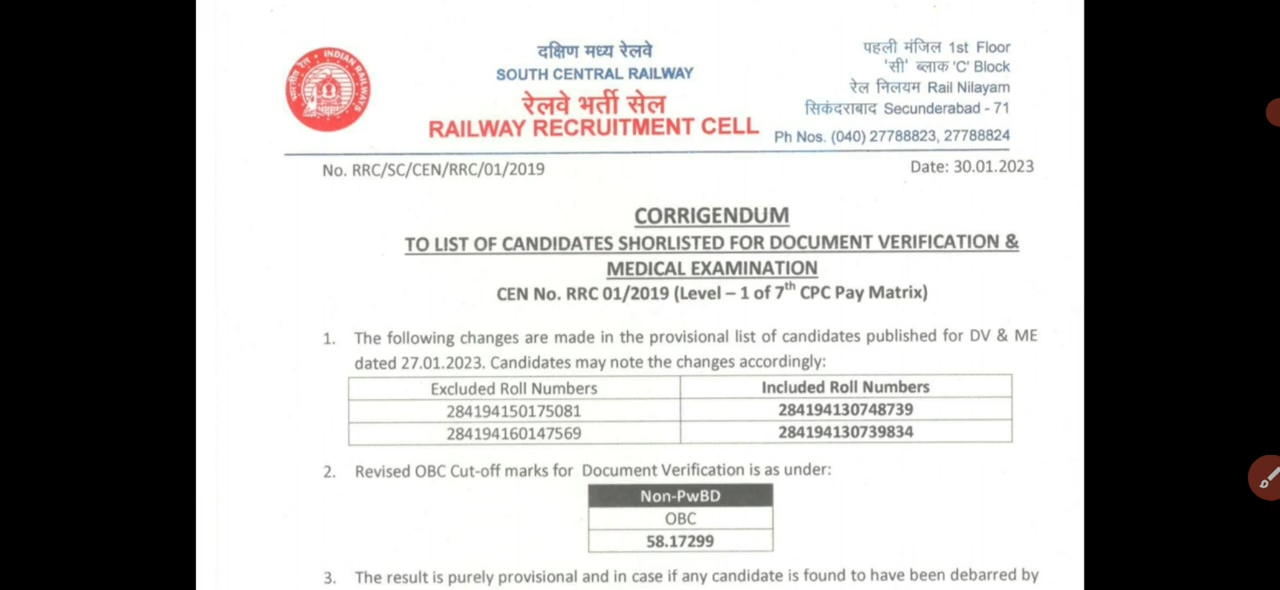 दक्षिण मध्य रेलवे
SOUTH CENTRAL RAILWAY
रेलवे भर्ती सेल
RAILWAY RECRUITMENT CELL
पहली मंजिल 1st Floor
'सी' ब्लाक 'C' Block
रेल निलयम Rail Nilayam
सिकंदराबाद Secunderabad - 71
Ph Nos. (040) 27788823, 27788824
भारतीय रेल • INDIAN RAILWAYS
No. RRC/SC/CEN/RRC/01/2019
Date: 30.01.2023
CORRIGENDUM
TO LIST OF CANDIDATES SHORLISTED FOR DOCUMENT VERIFICATION &
MEDICAL EXAMINATION
CEN No. RRC 01/2019 (Level – 1 of 7th CPC Pay Matrix)
1. The following changes are made in the provisional list of candidates published for DV & ME
dated 27.01.2023. Candidates may note the changes accordingly:
Excluded Roll Numbers Included Roll Numbers
284194150175081 284194130748739
284194160147569 284194130739834
2. Revised OBC Cut-off marks for Document Verification is as under:
Non-PwBD
OBC
58.17299
3. The result is purely provisional and in case if any candidate is found to have been debarred by